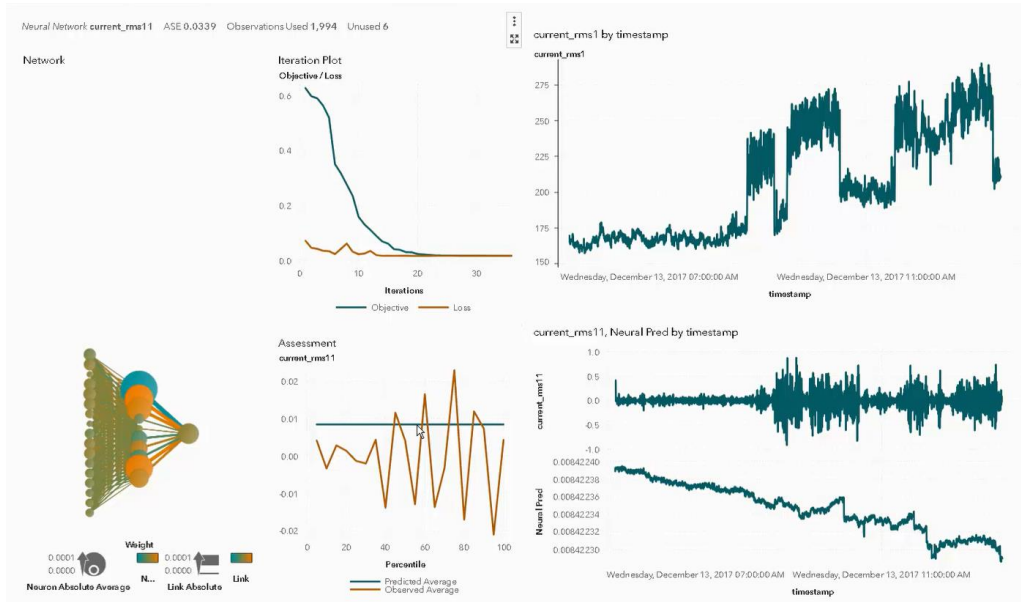 Neural Network current_rms11 ASE 0.0339 Observations Used 1,994 Unused 6
Network
Iteration Plot
Objective / Loss
0.6
0.4
0.2
0.0
0 10 20 30
Iterations
Objective Loss
current_rms1 by timestamp
current_rms1
275
250
225
200
175
150
Wednesday, December 13, 2017 07:00:00 AM Wednesday, December 13, 2017 11:00:00 AM
timestamp
Weight
0.0001
0.0000
Neuron Absolute Average
N...
0.0001
0.0000
Link Absolute
Link
Assessment
current_rms11
0.02
0.01
0.00
-0.01
-0.02
0 20 40 60 80 100
Percentile
Predicted Average
Observed Average
current_rms11, Neural Pred by timestamp
current_rms11
1.0
0.5
0.0
-0.5
-1.0
Neural Pred
0.00842240
0.00842238
0.00842236
0.00842234
0.00842232
0.00842230
Wednesday, December 13, 2017 07:00:00 AM Wednesday, December 13, 2017 11:00:00 AM
timestamp